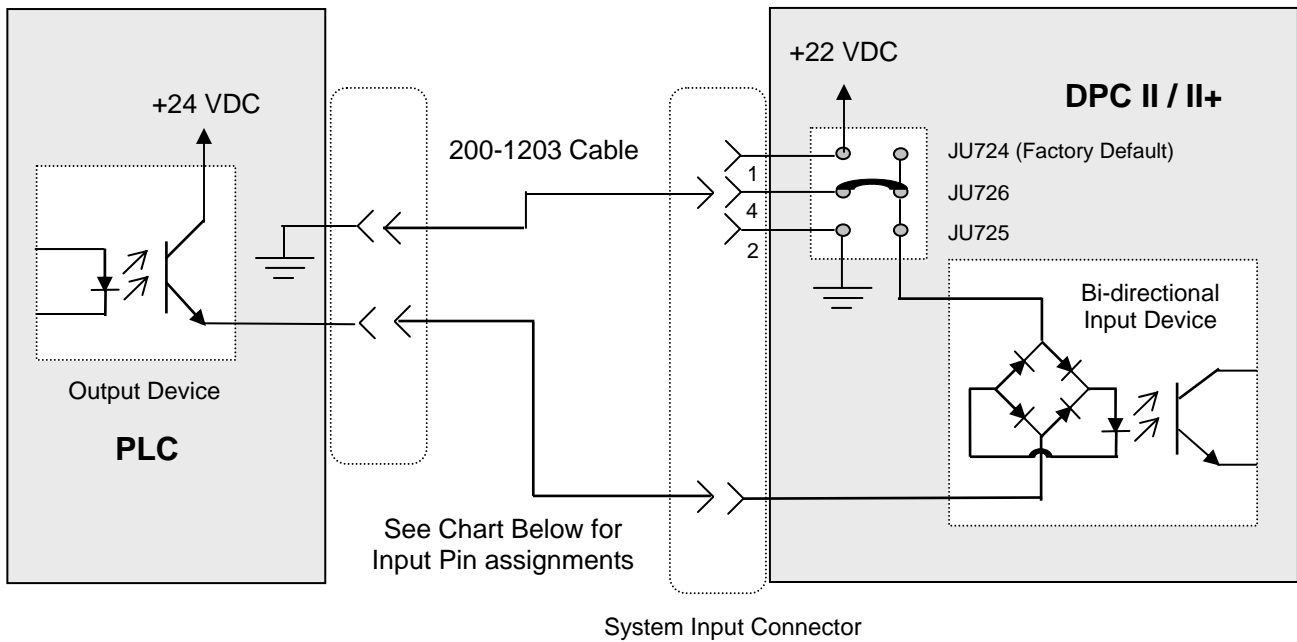 +22 VDC
DPC II / II+
+24 VDC
200-1203 Cable
JU724 (Factory Default)
1
JU726
4
JU725
2
Bi-directional
Input Device
Output Device
PLC
See Chart Below for
Input Pin assignments
System Input Connector